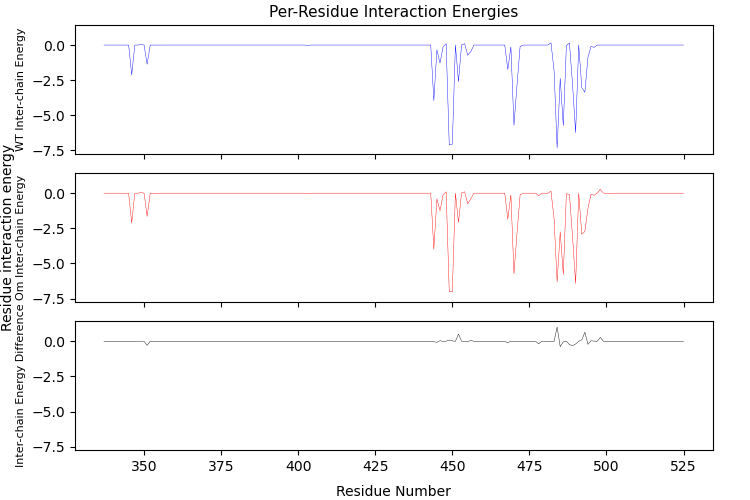 Per-Residue Interaction Energies
Residue interaction energy
WT Inter-chain Energy
0.0
−2.5
−5.0
−7.5
Om Inter-chain Energy
0.0
−2.5
−5.0
−7.5
Inter-chain Energy Difference
0.0
−2.5
−5.0
−7.5
350 375 400 425 450 475 500 525
Residue Number